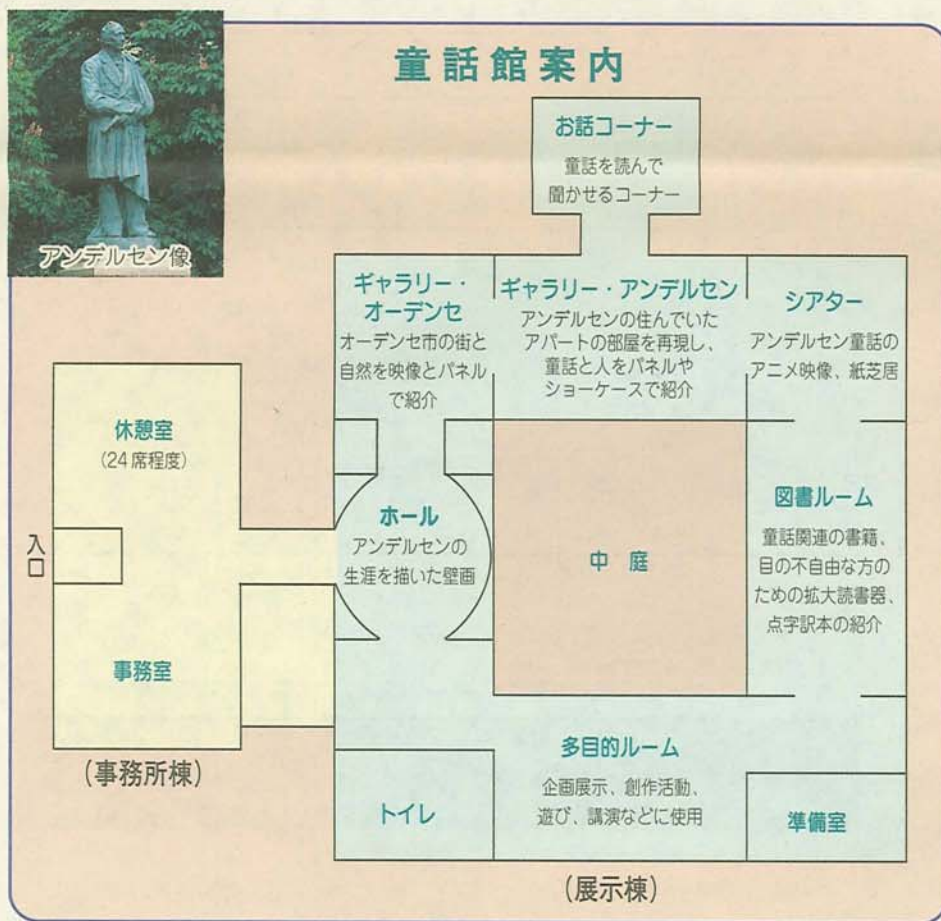 童話館案内
アンデルセン像
お話コーナー
童話を読んで
聞かせるコーナー
ギャラリー・
オーデンセ
オーデンセ市の街と
自然を映像とパネル
で紹介
ギャラリー・アンデルセン
アンデルセンの住んでいた
アパートの部屋を再現し、
童話と人をパネルや
ショーケースで紹介
シアター
アンデルセン童話の
アニメ映像、紙芝居
休憩室
(24席程度)
入口
ホール
アンデルセンの
生涯を描いた壁画
中庭
図書ルーム
童話関連の書籍、
目の不自由な方の
ための拡大読書器、
点字訳本の紹介
事務室
(事務所棟)
トイレ
多目的ルーム
企画展示、創作活動、
遊び、講演などに使用
準備室
(展示棟)